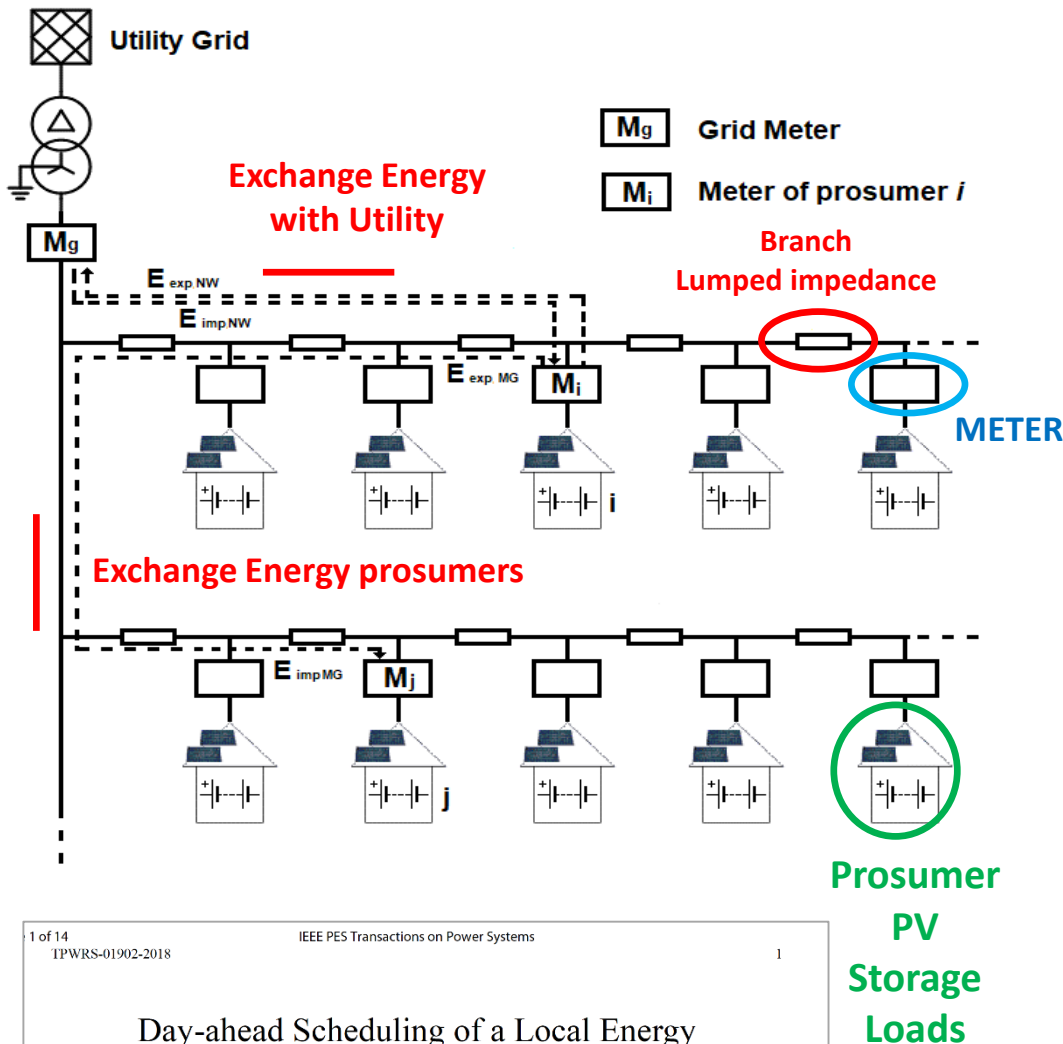 Utility Grid
Mg Grid Meter
Mi Meter of prosumer i
Exchange Energy
with Utility
Mg
Branch
Lumped impedance
E exp.NW
E imp.NW
E exp. MG
Mi
METER
+ + + + +
i
Exchange Energy prosumers
E imp MG
Mj
+ + + + +
j
Prosumer
PV
Storage
Loads
1 of 14
IEEE PES Transactions on Power Systems
TPWRS-01902-2018
1
Day-ahead Scheduling of a Local Energy